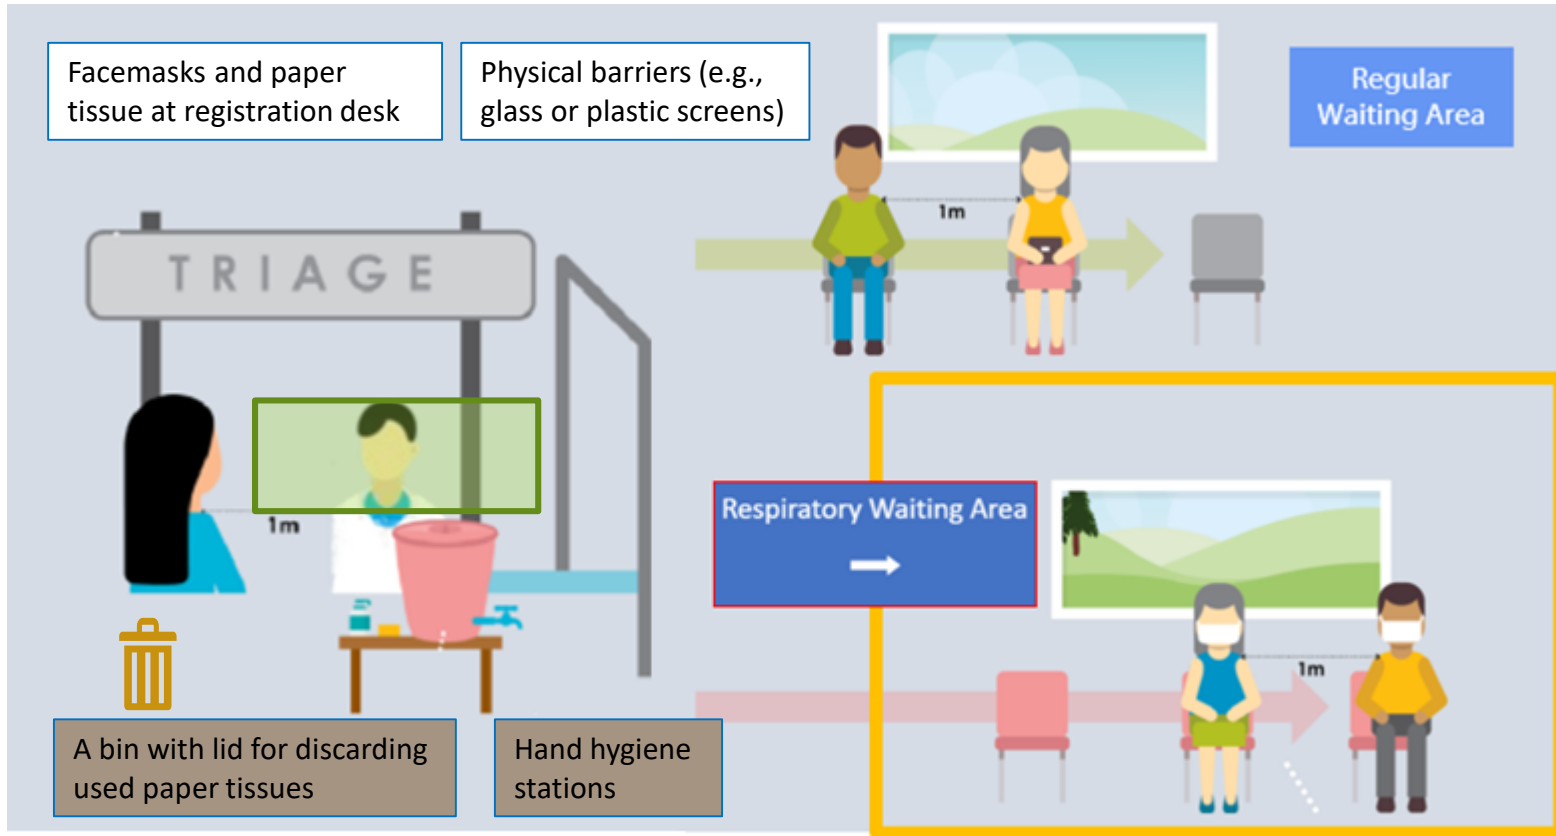 Facemasks and paper
tissue at registration desk
Physical barriers (e.g.,
glass or plastic screens)
Regular
Waiting Area
1m
TRIAGE
1m
Respiratory Waiting Area
1m
A bin with lid for discarding
used paper tissues
Hand hygiene
stations